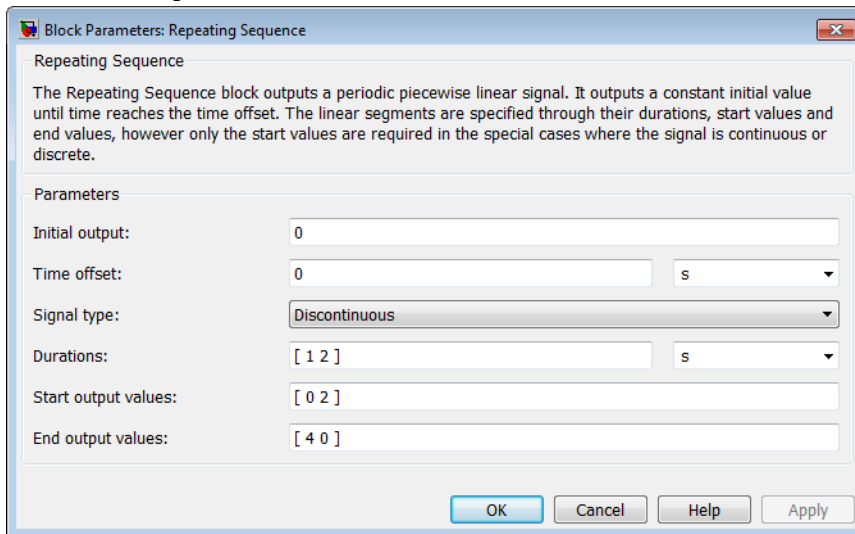 Block Parameters: Repeating Sequence
Repeating Sequence
The Repeating Sequence block outputs a periodic piecewise linear signal. It outputs a constant initial value
until time reaches the time offset. The linear segments are specified through their durations, start values and
end values, however only the start values are required in the special cases where the signal is continuous or
discrete.
Parameters
Initial output: 0
Time offset: 0 s
Signal type: Discontinuous
Durations: [ 1 2 ] s
Start output values: [ 0 2 ]
End output values: [ 4 0 ]
OK Cancel Help Apply